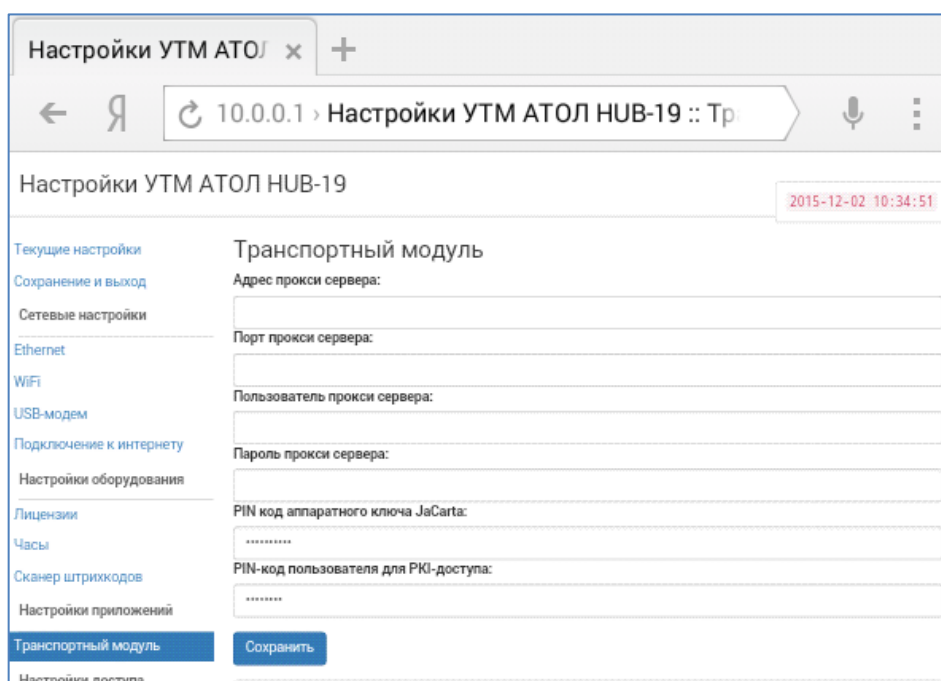 Настройки УТМ АТОЛ
10.0.0.1 › Настройки УТМ АТОЛ HUB-19 :: Тра
Настройки УТМ АТОЛ HUB-19
2015-12-02 10:34:51
Текущие настройки
Сохранение и выход
Сетевые настройки
Ethernet
WiFi
USB-модем
Подключение к интернету
Настройки оборудования
Лицензии
Часы
Сканер штрихкодов
Настройки приложений
Транспортный модуль
Настройки доступа
Транспортный модуль
Адрес прокси сервера:
Порт прокси сервера:
Пользователь прокси сервера:
Пароль прокси сервера:
PIN код аппаратного ключа JaCarta:
••••••••••
PIN-код пользователя для PKI-доступа:
••••••••
Сохранить